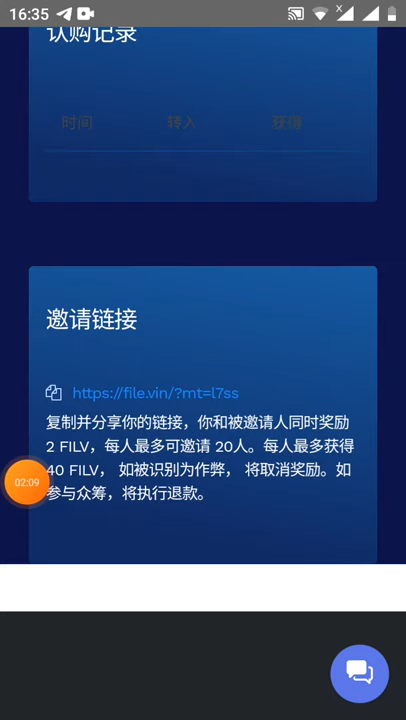 16:35
认购记录
时间 转入 获得
邀请链接
https://file.vin/?mt=l7ss
复制并分享你的链接，你和被邀请人同时奖励
2 FILV，每人最多可邀请 20人。每人最多获得
40 FILV， 如被识别为作弊， 将取消奖励。如
参与众筹，将执行退款。
02:09